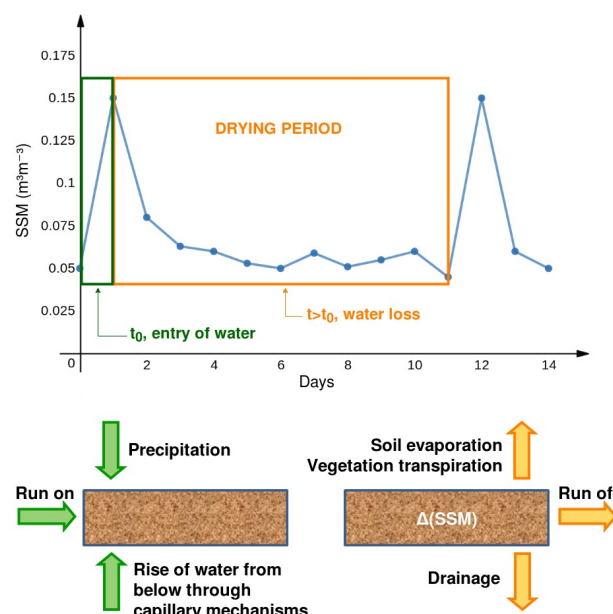 0.175
0.15
0.125
0.1
0.075
0.05
0.025
0
SSM (m³m⁻³)
DRYING PERIOD
t>t₀, water loss
t₀, entry of water
2 4 6 8 10 12 14
Days
Precipitation
Run on
Rise of water from
below through
capillary mechanisms
Soil evaporation
Vegetation transpiration
Δ(SSM)
Run of
Drainage